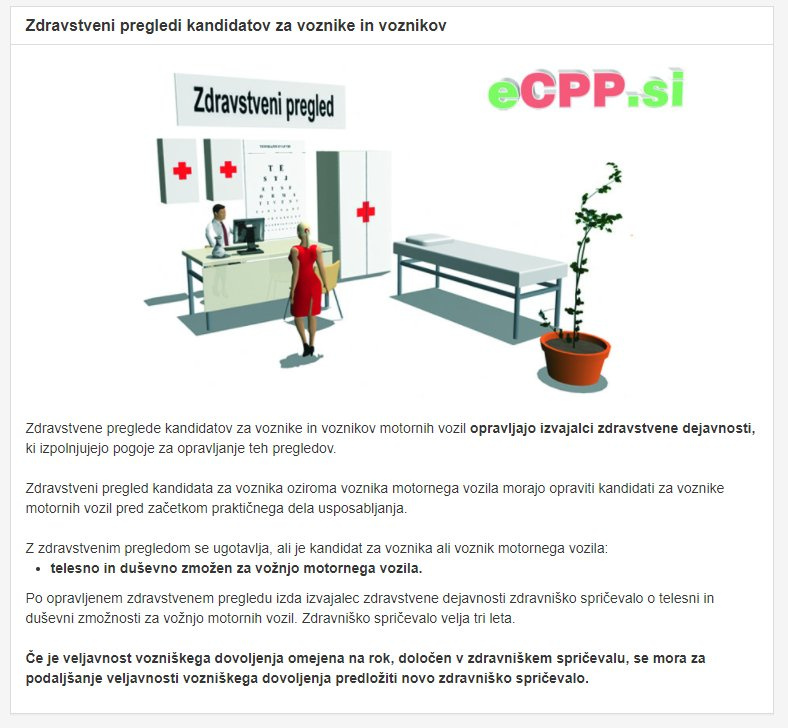 Zdravstveni pregledi kandidatov za voznike in voznikov
Zdravstveni pregled
eCPP.si
T E
S T J
Zdravstvene preglede kandidatov za voznike in voznikov motornih vozil opravljajo izvajalci zdravstvene dejavnosti,
ki izpolnjujejo pogoje za opravljanje teh pregledov.
Zdravstveni pregled kandidata za voznika oziroma voznika motornega vozila morajo opraviti kandidati za voznike
motornih vozil pred začetkom praktičnega dela usposabljanja.
Z zdravstvenim pregledom se ugotavlja, ali je kandidat za voznika ali voznik motornega vozila:
• telesno in duševno zmožen za vožnjo motornega vozila.
Po opravljenem zdravstvenem pregledu izda izvajalec zdravstvene dejavnosti zdravniško spričevalo o telesni in
duševni zmožnosti za vožnjo motornih vozil. Zdravniško spričevalo velja tri leta.
Če je veljavnost vozniškega dovoljenja omejena na rok, določen v zdravniškem spričevalu, se mora za
podaljšanje veljavnosti vozniškega dovoljenja predložiti novo zdravniško spričevalo.